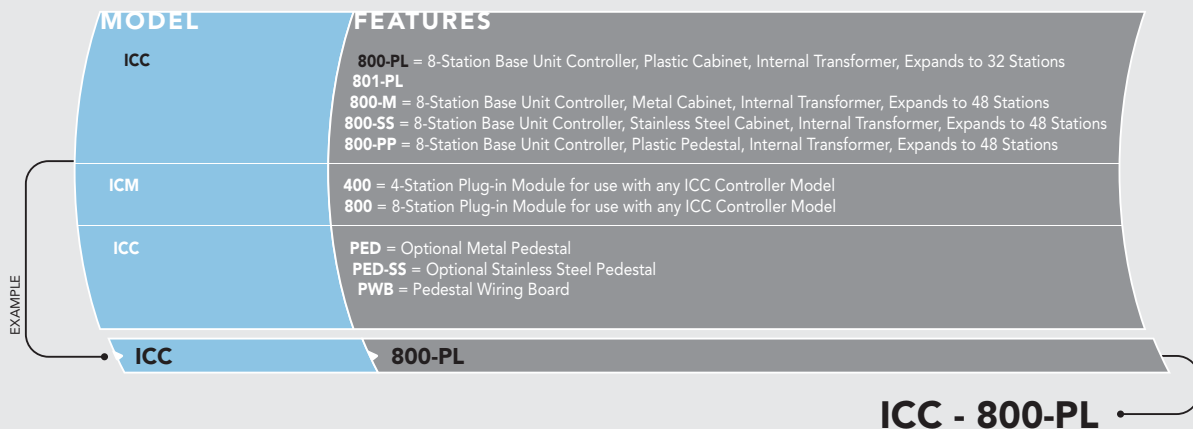 MODEL FEATURES
ICC 800-PL = 8-Station Base Unit Controller, Plastic Cabinet, Internal Transformer, Expands to 32 Stations
801-PL
800-M = 8-Station Base Unit Controller, Metal Cabinet, Internal Transformer, Expands to 48 Stations
800-SS = 8-Station Base Unit Controller, Stainless Steel Cabinet, Internal Transformer, Expands to 48 Stations
800-PP = 8-Station Base Unit Controller, Plastic Pedestal, Internal Transformer, Expands to 48 Stations
ICM 400 = 4-Station Plug-in Module for use with any ICC Controller Model
800 = 8-Station Plug-in Module for use with any ICC Controller Model
ICC PED = Optional Metal Pedestal
PED-SS = Optional Stainless Steel Pedestal
PWB = Pedestal Wiring Board
EXAMPLE
ICC 800-PL
ICC - 800-PL